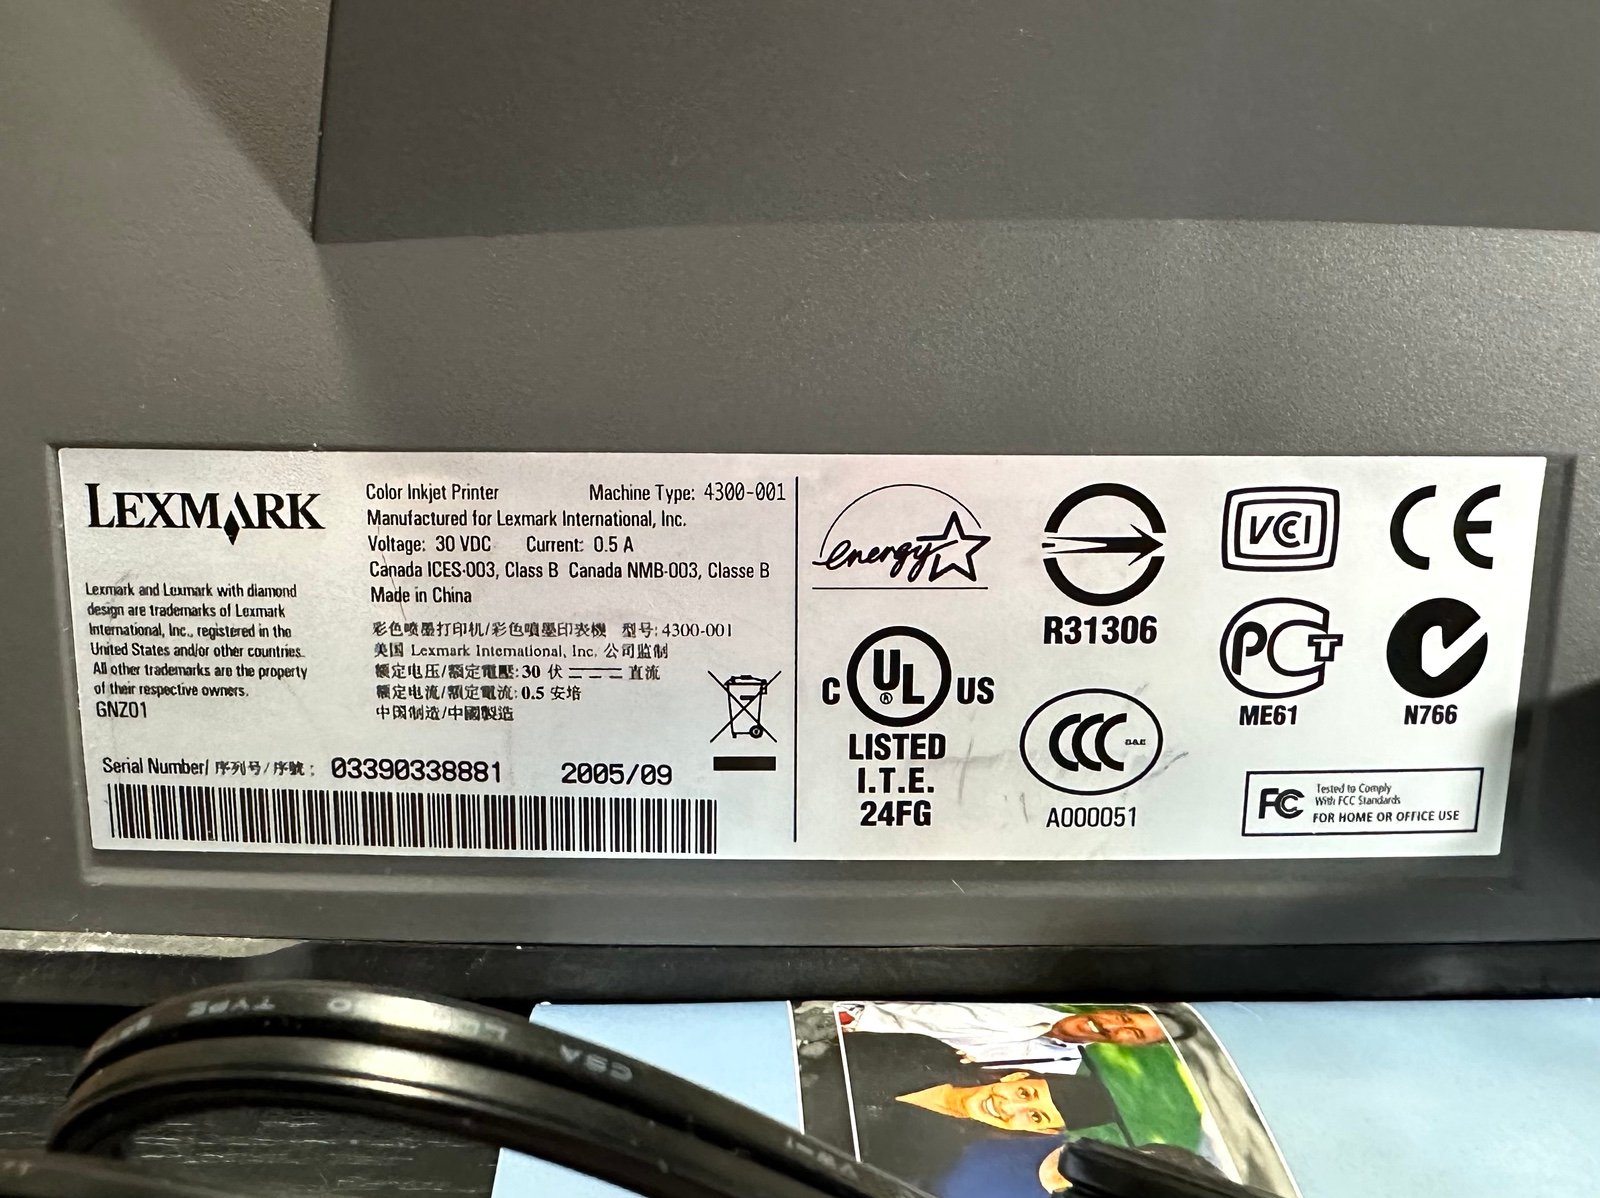 LEXMARK
Lexmark and Lexmark with diamond
design are trademarks of Lexmark
International, Inc., registered in the
United States and/or other countries.
All other trademarks are the property
of their respective owners.
GNZ01
Color Inkjet Printer Machine Type: 4300-001
Manufactured for Lexmark International, Inc.
Voltage: 30 VDC Current: 0.5 A
Canada ICES-003, Class B Canada NMB-003, Classe B
Made in China
彩色喷墨打印机/彩色噴墨印表機 型号: 4300-001
美国 Lexmark International, Inc. 公司监制
额定电压/額定電壓: 30 伏 直流
额定电流/額定電流: 0.5 安培
中国制造/中國製造
Serial Number/ 序列号/序號: 03390338881 2005/09
energy
R31306
VCCI
CE
C UL ® US
LISTED
I.T.E.
24FG
CCC S&E
A000051
PCT
ME61
N766
FC Tested to Comply
With FCC Standards
FOR HOME OR OFFICE USE
TYPE
CSA
VW-1